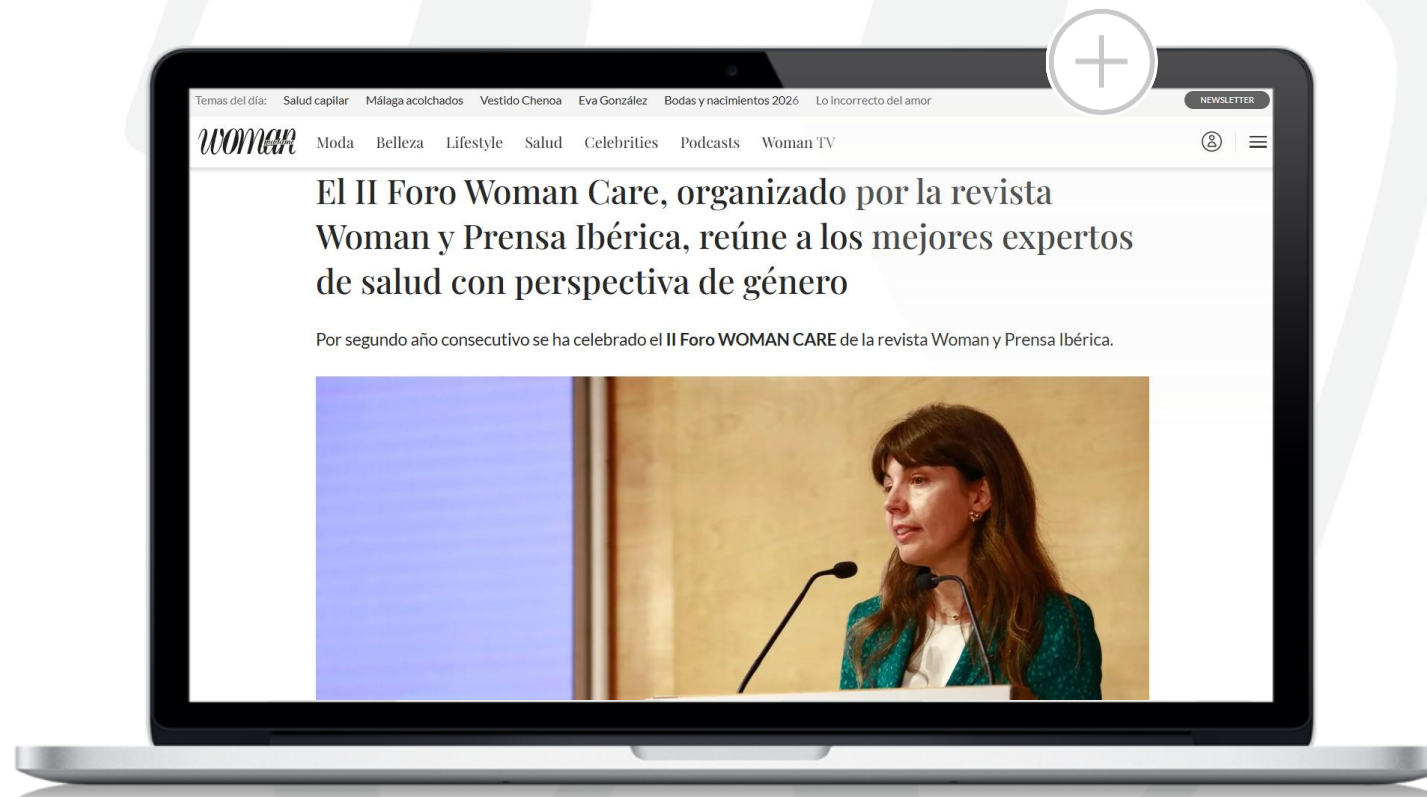 Temas del día: Salud capilar Málaga acolchados Vestido Chenoa Eva González Bodas y nacimientos 2026 Lo incorrecto del amor
NEWSLETTER
WOMAN madame
Moda Belleza Lifestyle Salud Celebrities Podcasts Woman TV
El II Foro Woman Care, organizado por la revista
Woman y Prensa Ibérica, reúne a los mejores expertos
de salud con perspectiva de género
Por segundo año consecutivo se ha celebrado el II Foro WOMAN CARE de la revista Woman y Prensa Ibérica.